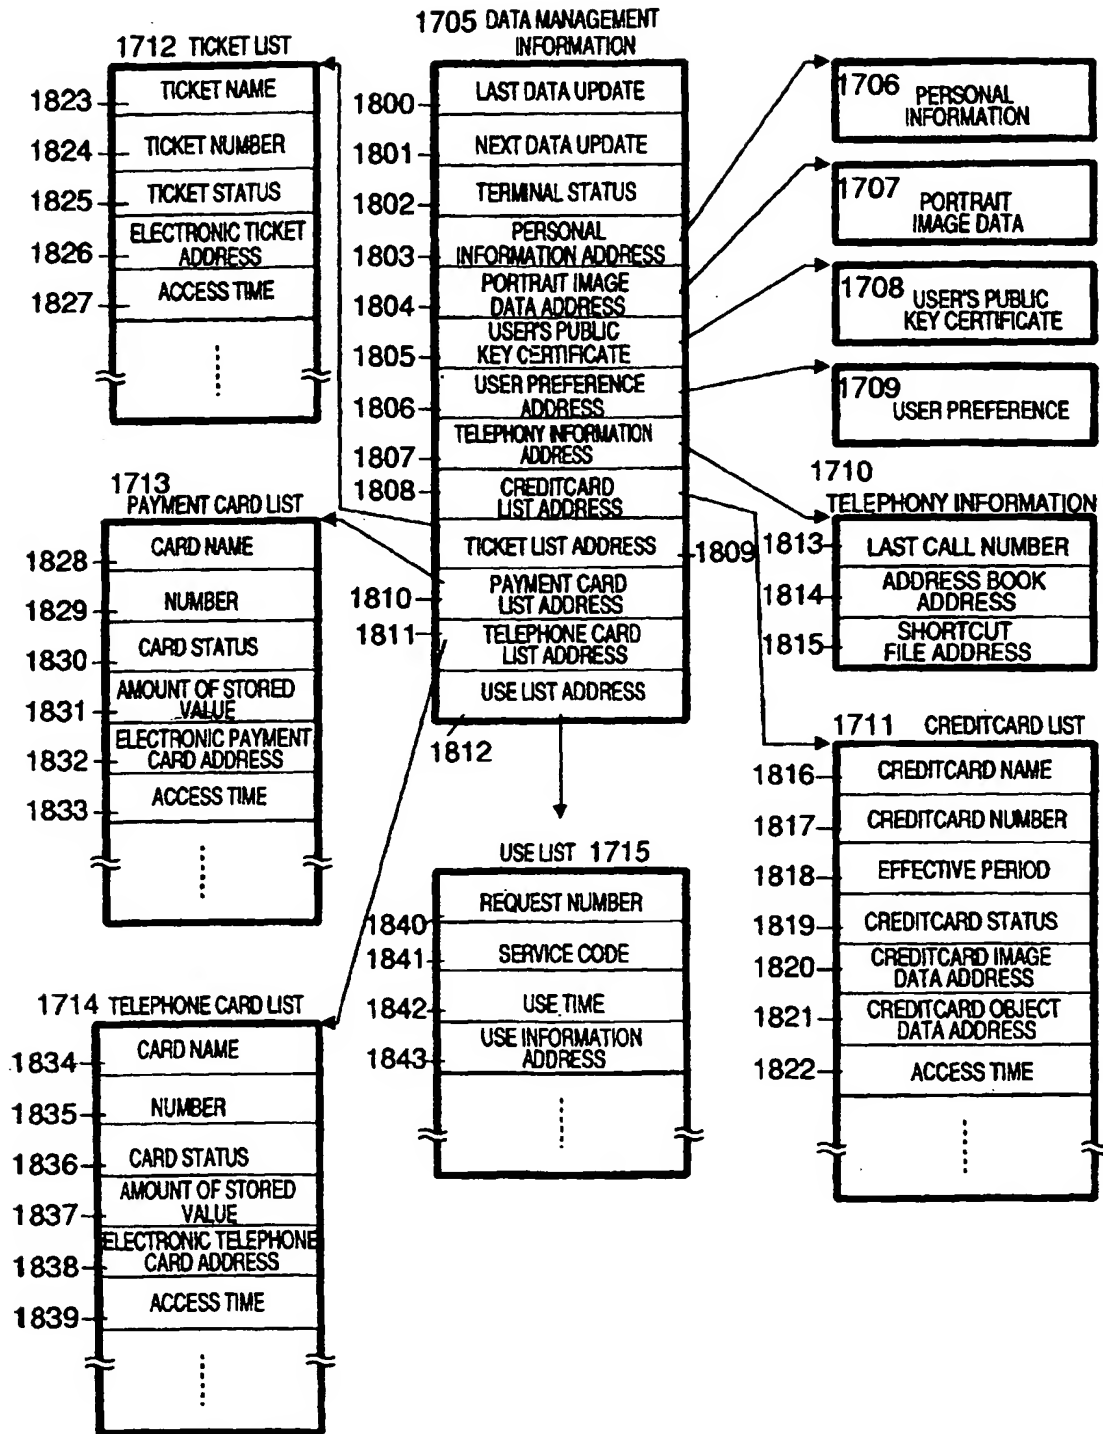 1705 DATA MANAGEMENT
INFORMATION
1800 LAST DATA UPDATE
1801 NEXT DATA UPDATE
1802 TERMINAL STATUS
1803 PERSONAL
INFORMATION ADDRESS
1804 PORTRAIT IMAGE
DATA ADDRESS
1805 USER'S PUBLIC
KEY CERTIFICATE
1806 USER PREFERENCE
ADDRESS
1807 TELEPHONY INFORMATION
ADDRESS
1808 CREDITCARD
LIST ADDRESS
TICKET LIST ADDRESS 1809
1810 PAYMENT CARD
LIST ADDRESS
1811 TELEPHONE CARD
LIST ADDRESS
USE LIST ADDRESS
1812
1712 TICKET LIST
1823 TICKET NAME
1824 TICKET NUMBER
1825 TICKET STATUS
1826 ELECTRONIC TICKET
ADDRESS
1827 ACCESS TIME
1713
PAYMENT CARD LIST
1828 CARD NAME
1829 NUMBER
1830 CARD STATUS
1831 AMOUNT OF STORED
VALUE
1832 ELECTRONIC PAYMENT
CARD ADDRESS
1833 ACCESS TIME
1714 TELEPHONE CARD LIST
1834 CARD NAME
1835 NUMBER
1836 CARD STATUS
1837 AMOUNT OF STORED
VALUE
1838 ELECTRONIC TELEPHONE
CARD ADDRESS
1839 ACCESS TIME
USE LIST 1715
1840 REQUEST NUMBER
1841 SERVICE CODE
1842 USE TIME
1843 USE INFORMATION
ADDRESS
1706 PERSONAL
INFORMATION
1707 PORTRAIT
IMAGE DATA
1708 USER'S PUBLIC
KEY CERTIFICATE
1709
USER PREFERENCE
1710
TELEPHONY INFORMATION
1813 LAST CALL NUMBER
1814 ADDRESS BOOK
ADDRESS
1815 SHORTCUT
FILE ADDRESS
1711 CREDITCARD LIST
1816 CREDITCARD NAME
1817 CREDITCARD NUMBER
1818 EFFECTIVE PERIOD
1819 CREDITCARD STATUS
1820 CREDITCARD IMAGE
DATA ADDRESS
1821 CREDITCARD OBJECT
DATA ADDRESS
1822 ACCESS TIME